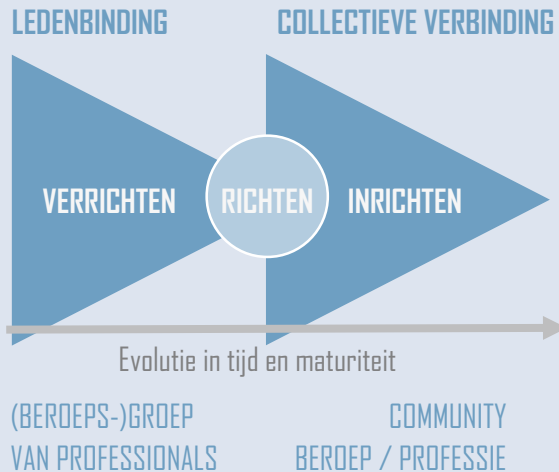 LEDENBINDING COLLECTIEVE VERBINDING
VERRICHTEN RICHTEN INRICHTEN
Evolutie in tijd en maturiteit
(BEROEPS-)GROEP COMMUNITY
VAN PROFESSIONALS BEROEP / PROFESSIE